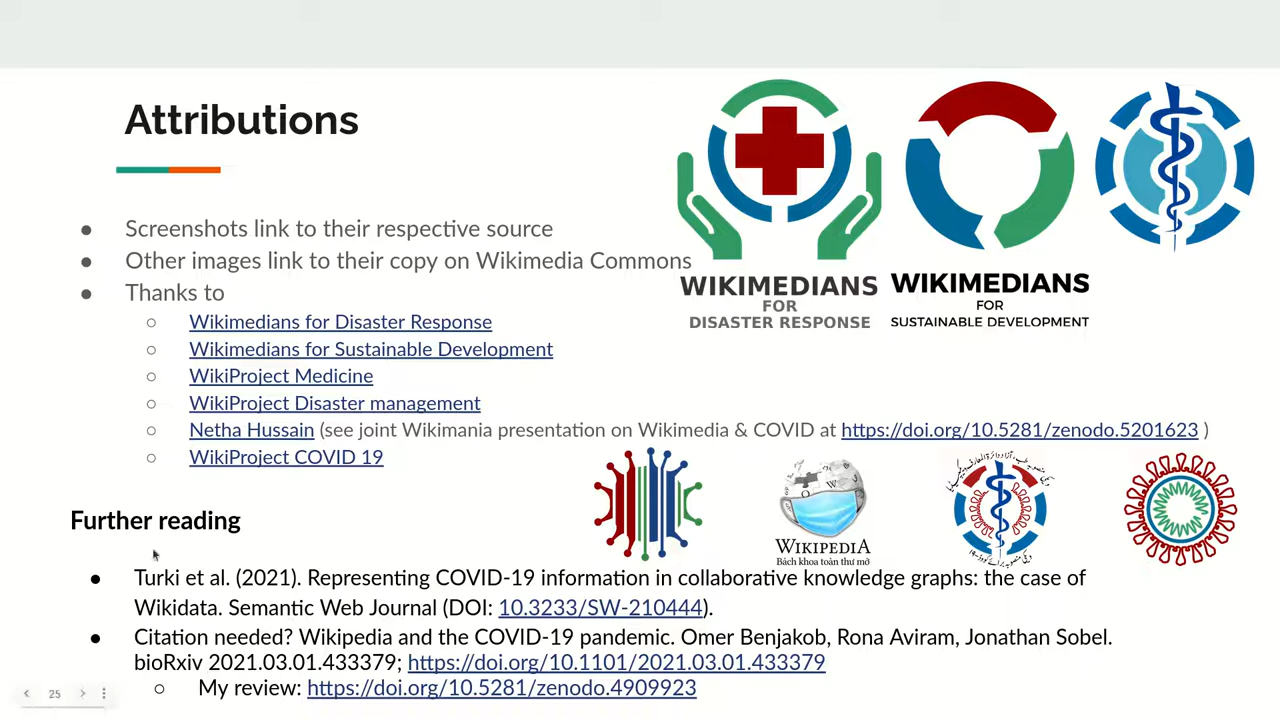 Attributions
Screenshots link to their respective source
Other images link to their copy on Wikimedia Commons
Thanks to
Wikimedians for Disaster Response
Wikimedians for Sustainable Development
WikiProject Medicine
WikiProject Disaster management
Netha Hussain (see joint Wikimania presentation on Wikimedia & COVID at https://doi.org/10.5281/zenodo.5201623 )
WikiProject COVID 19
WIKIMEDIANS
FOR
DISASTER RESPONSE
WIKIMEDIANS
FOR
SUSTAINABLE DEVELOPMENT
WIKIPEDIA
Bách khoa toàn thư mở
Further reading
Turki et al. (2021). Representing COVID-19 information in collaborative knowledge graphs: the case of
Wikidata. Semantic Web Journal (DOI: 10.3233/SW-210444).
Citation needed? Wikipedia and the COVID-19 pandemic. Omer Benjakob, Rona Aviram, Jonathan Sobel.
bioRxiv 2021.03.01.433379; https://doi.org/10.1101/2021.03.01.433379
My review: https://doi.org/10.5281/zenodo.4909923
25